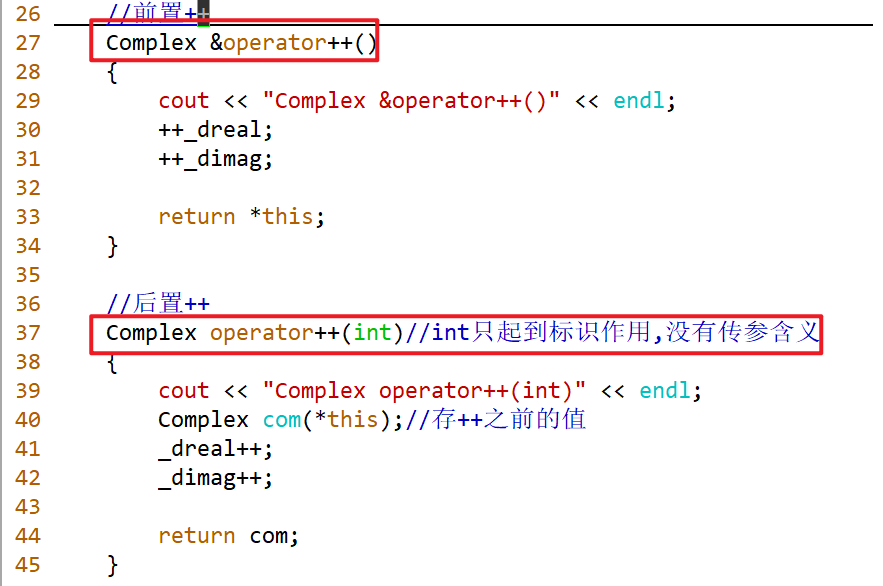 26 //前置++
27 Complex &operator++()
28 {
29 cout << "Complex &operator++()" << endl;
30 ++_dreal;
31 ++_dimag;
32
33 return *this;
34 }
35
36 //后置++
37 Complex operator++(int)//int只起到标识作用,没有传参含义
38 {
39 cout << "Complex operator++(int)" << endl;
40 Complex com(*this);//存++之前的值
41 _dreal++;
42 _dimag++;
43
44 return com;
45 }